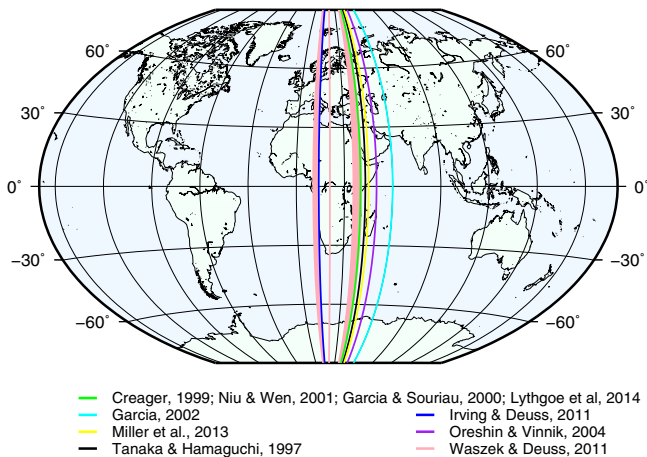 60° 60°
30° 30°
0° 0°
−30° −30°
−60° −60°
Creager, 1999; Niu & Wen, 2001; Garcia & Souriau, 2000; Lythgoe et al, 2014
Garcia, 2002 Irving & Deuss, 2011
Miller et al., 2013 Oreshin & Vinnik, 2004
Tanaka & Hamaguchi, 1997 Waszek & Deuss, 2011